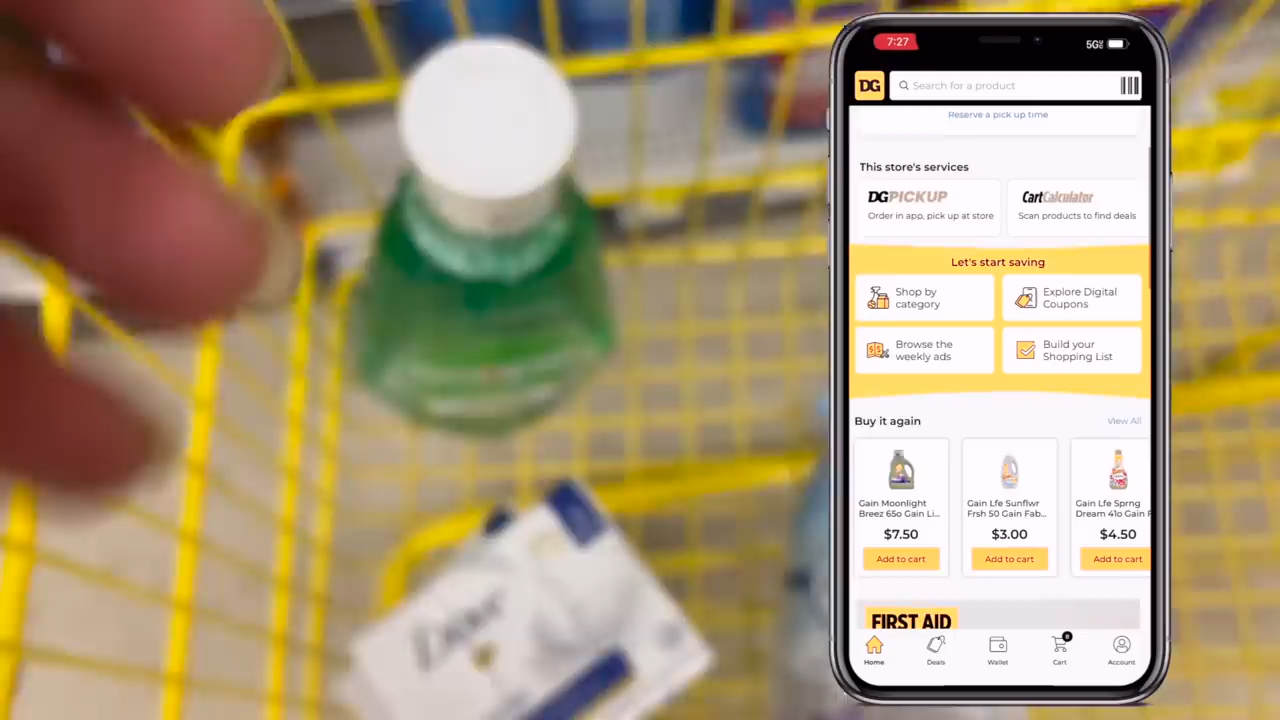 7:27
5G
DG
Search for a product
Reserve a pick up time
This store's services
DGPICKUP
CartCalculator
Order in app, pick up at store
Scan products to find deals
Let's start saving
Shop by
category
Explore Digital
Coupons
Browse the
weekly ads
Build your
Shopping List
Buy it again
View All
Gain Moonlight
Breez 65o Gain Li...
$7.50
Add to cart
Gain Lfe Sunflwr
Frsh 50 Gain Fab...
$3.00
Add to cart
Gain Lfe Sprng
Dream 41o Gain F
$4.50
Add to cart
FIRST AID
Home
Deals
Wallet
Cart
Account
Dove